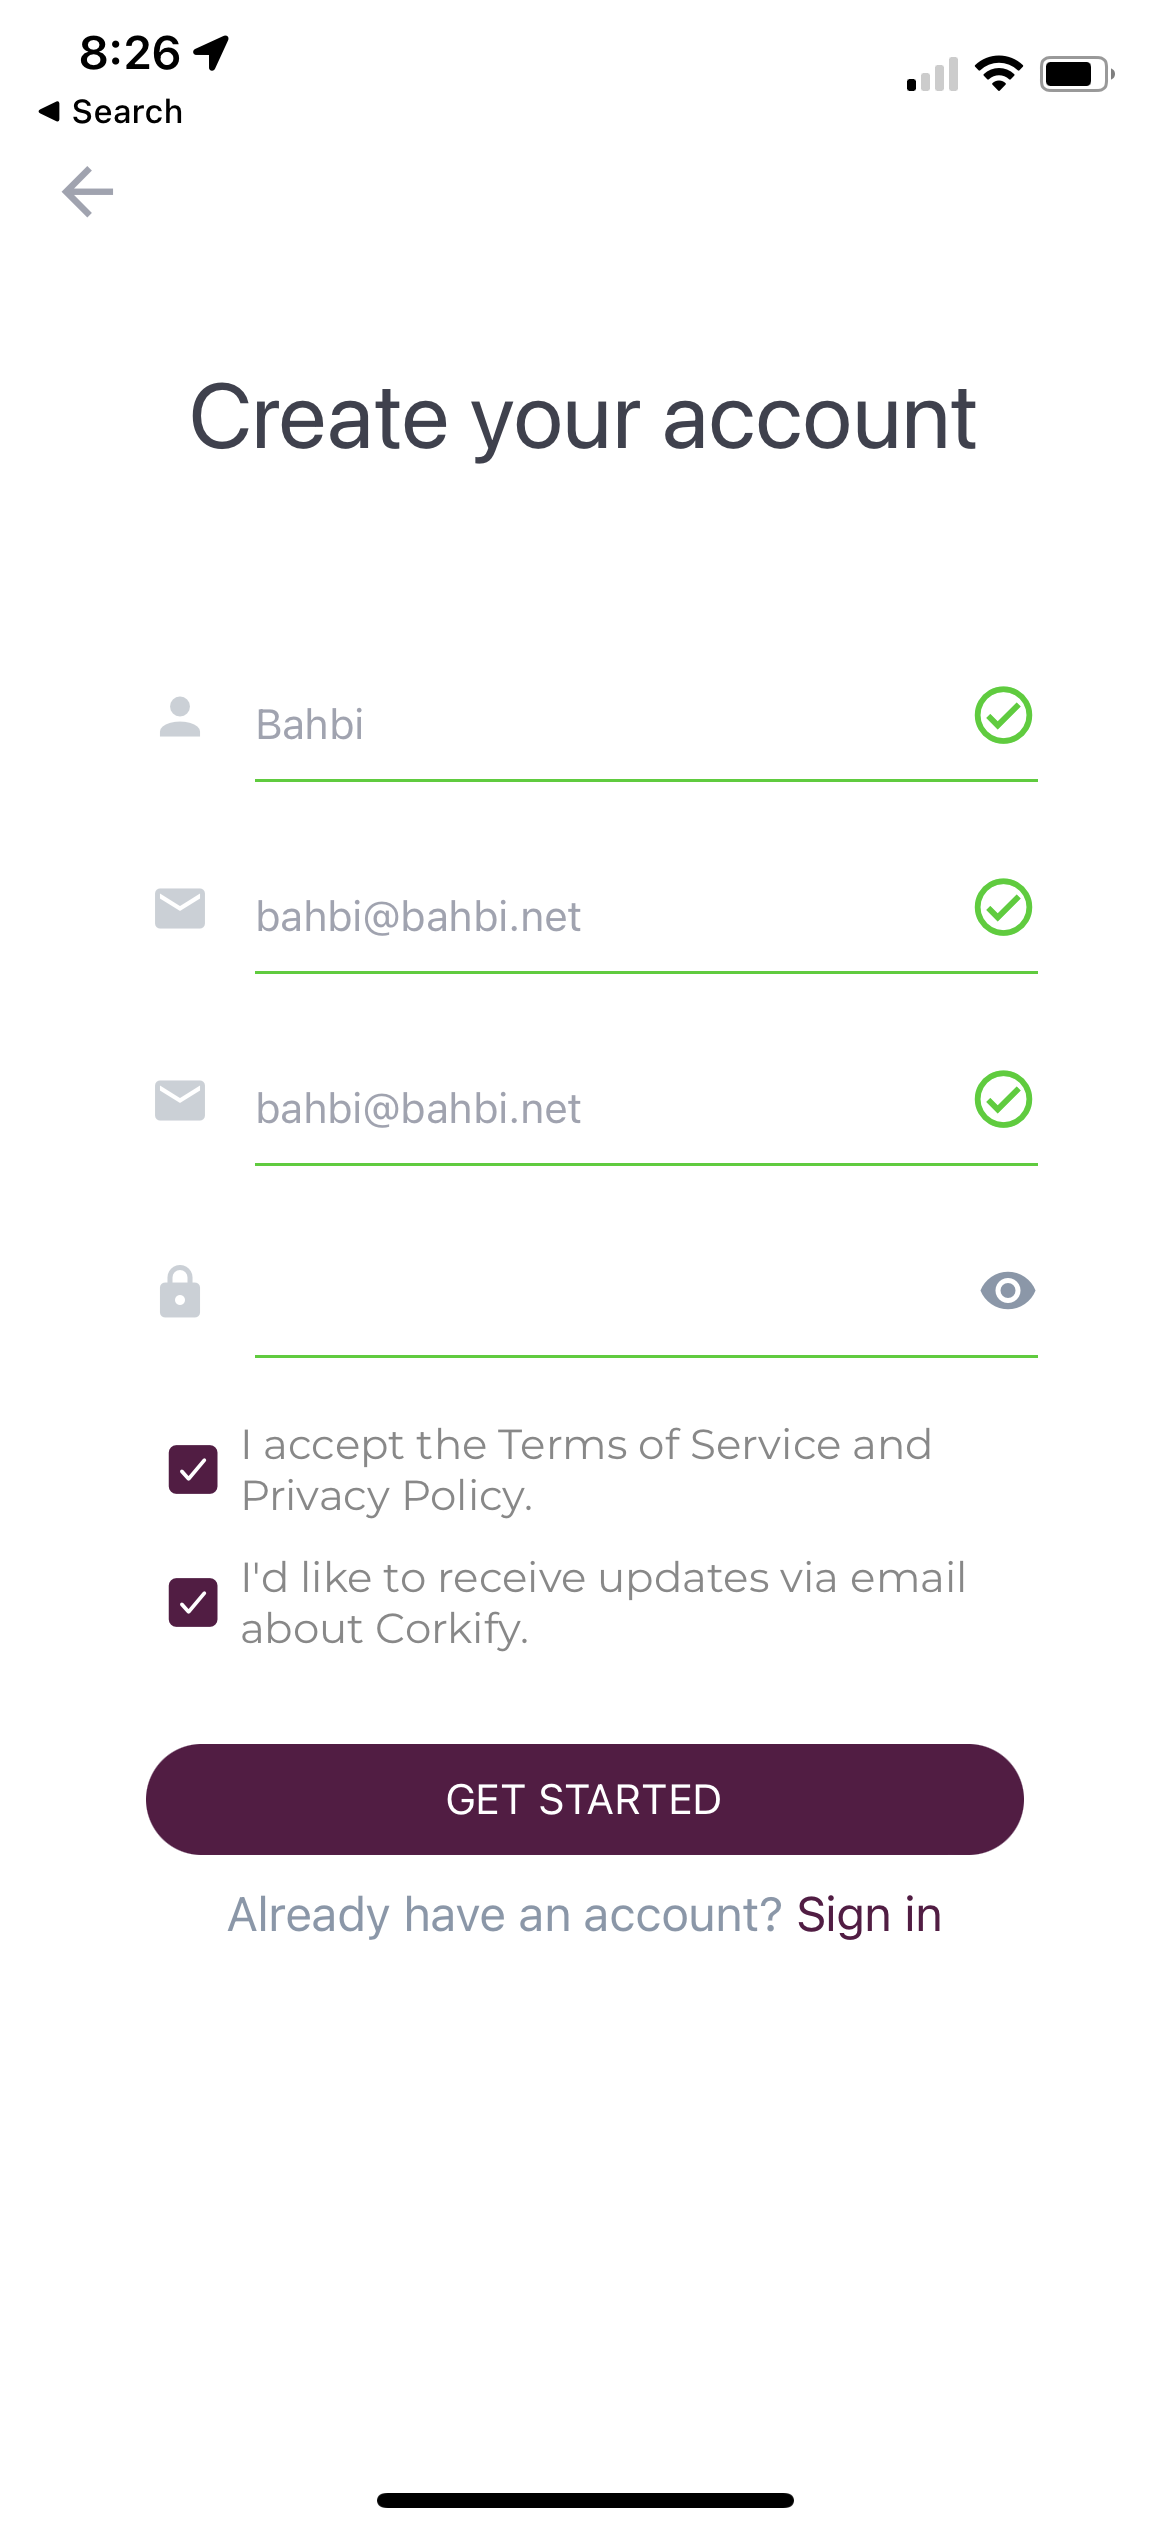 8:26
Search
Create your account
Bahbi
bahbi@bahbi.net
bahbi@bahbi.net
I accept the Terms of Service and
Privacy Policy.
I'd like to receive updates via email
about Corkify.
GET STARTED
Already have an account? Sign in